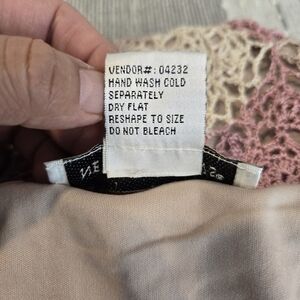 VENDOR#: 04232
HAND WASH COLD
SEPARATELY
DRY FLAT
RESHAPE TO SIZE
DO NOT BLEACH